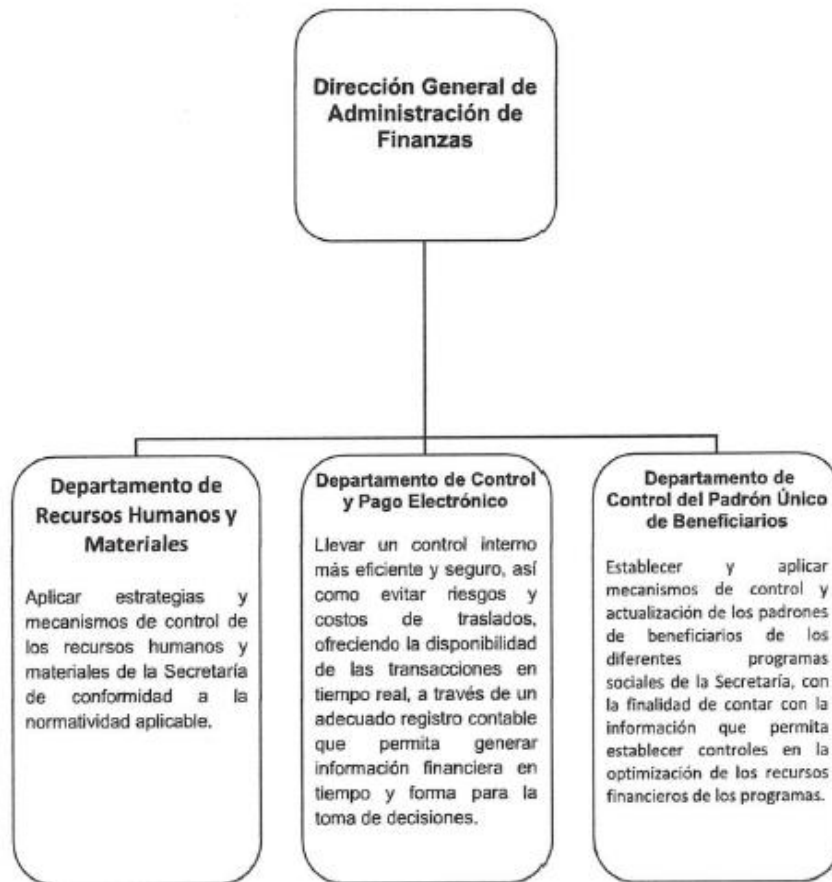 Dirección General de
Administración de
Finanzas
Departamento de
Recursos Humanos y
Materiales
Aplicar estrategias y
mecanismos de control de
los recursos humanos y
materiales de la Secretaría
de conformidad a la
normatividad aplicable.
Departamento de Control
y Pago Electrónico
Llevar un control interno
más eficiente y seguro, así
como evitar riesgos y
costos de traslados,
ofreciendo la disponibilidad
de las transacciones en
tiempo real, a través de un
adecuado registro contable
que permita generar
información financiera en
tiempo y forma para la
toma de decisiones.
Departamento de
Control del Padrón Único
de Beneficiarios
Establecer y aplicar
mecanismos de control y
actualización de los padrones
de beneficiarios de los
diferentes programas
sociales de la Secretaría, con
la finalidad de contar con la
información que permita
establecer controles en la
optimización de los recursos
financieros de los programas.